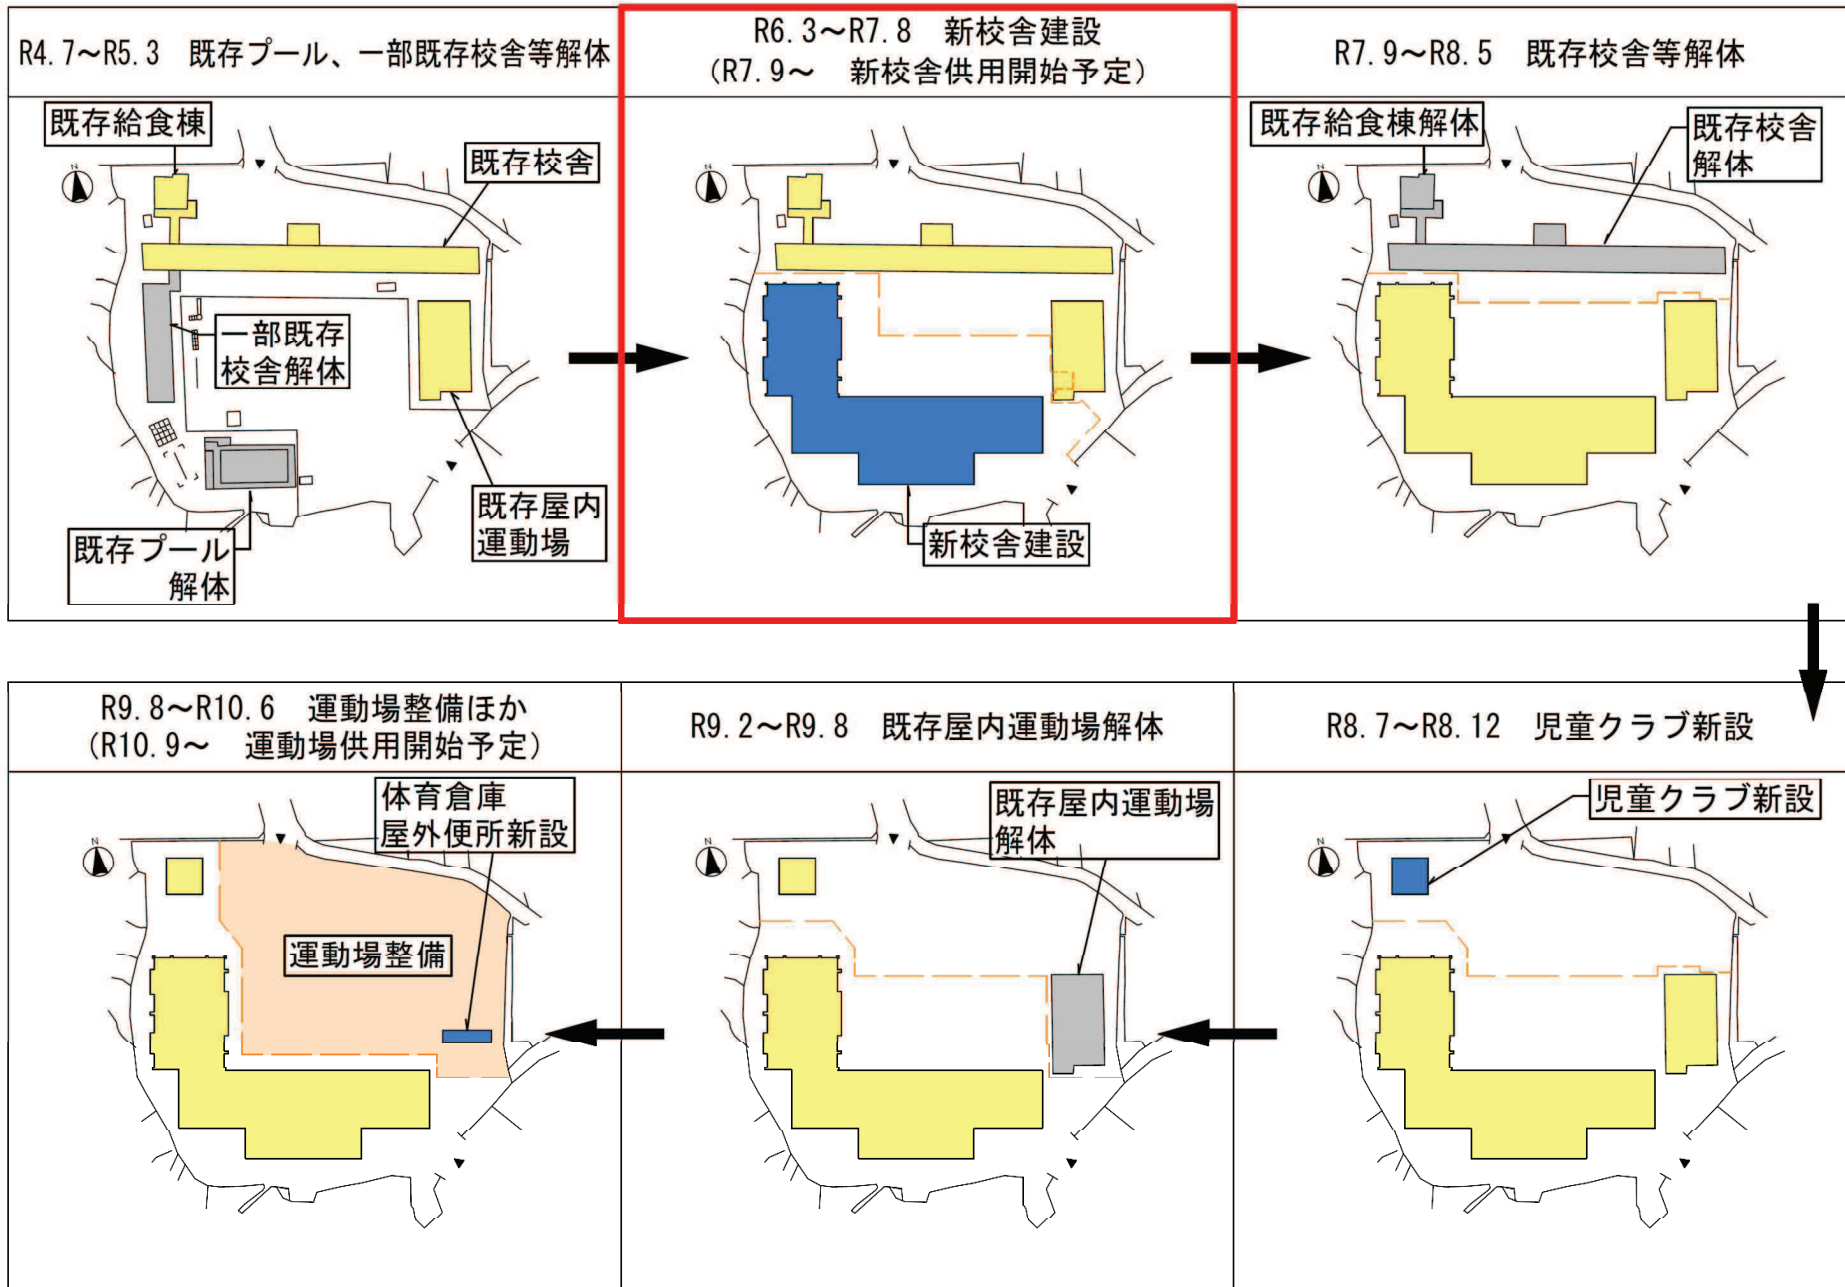 R4.7～R5.3　既存プール、一部既存校舎等解体
既存給食棟
既存校舎
N
一部既存
校舎解体
既存プール
解体
既存屋内
運動場
R6.3～R7.8　新校舎建設
(R7.9～　新校舎供用開始予定)
N
新校舎建設
R7.9～R8.5　既存校舎等解体
既存給食棟解体
既存校舎
解体
N
R8.7～R8.12　児童クラブ新設
児童クラブ新設
N
R9.2～R9.8　既存屋内運動場解体
既存屋内運動場
解体
N
R9.8～R10.6　運動場整備ほか
(R10.9～　運動場供用開始予定)
体育倉庫
屋外便所新設
N
運動場整備